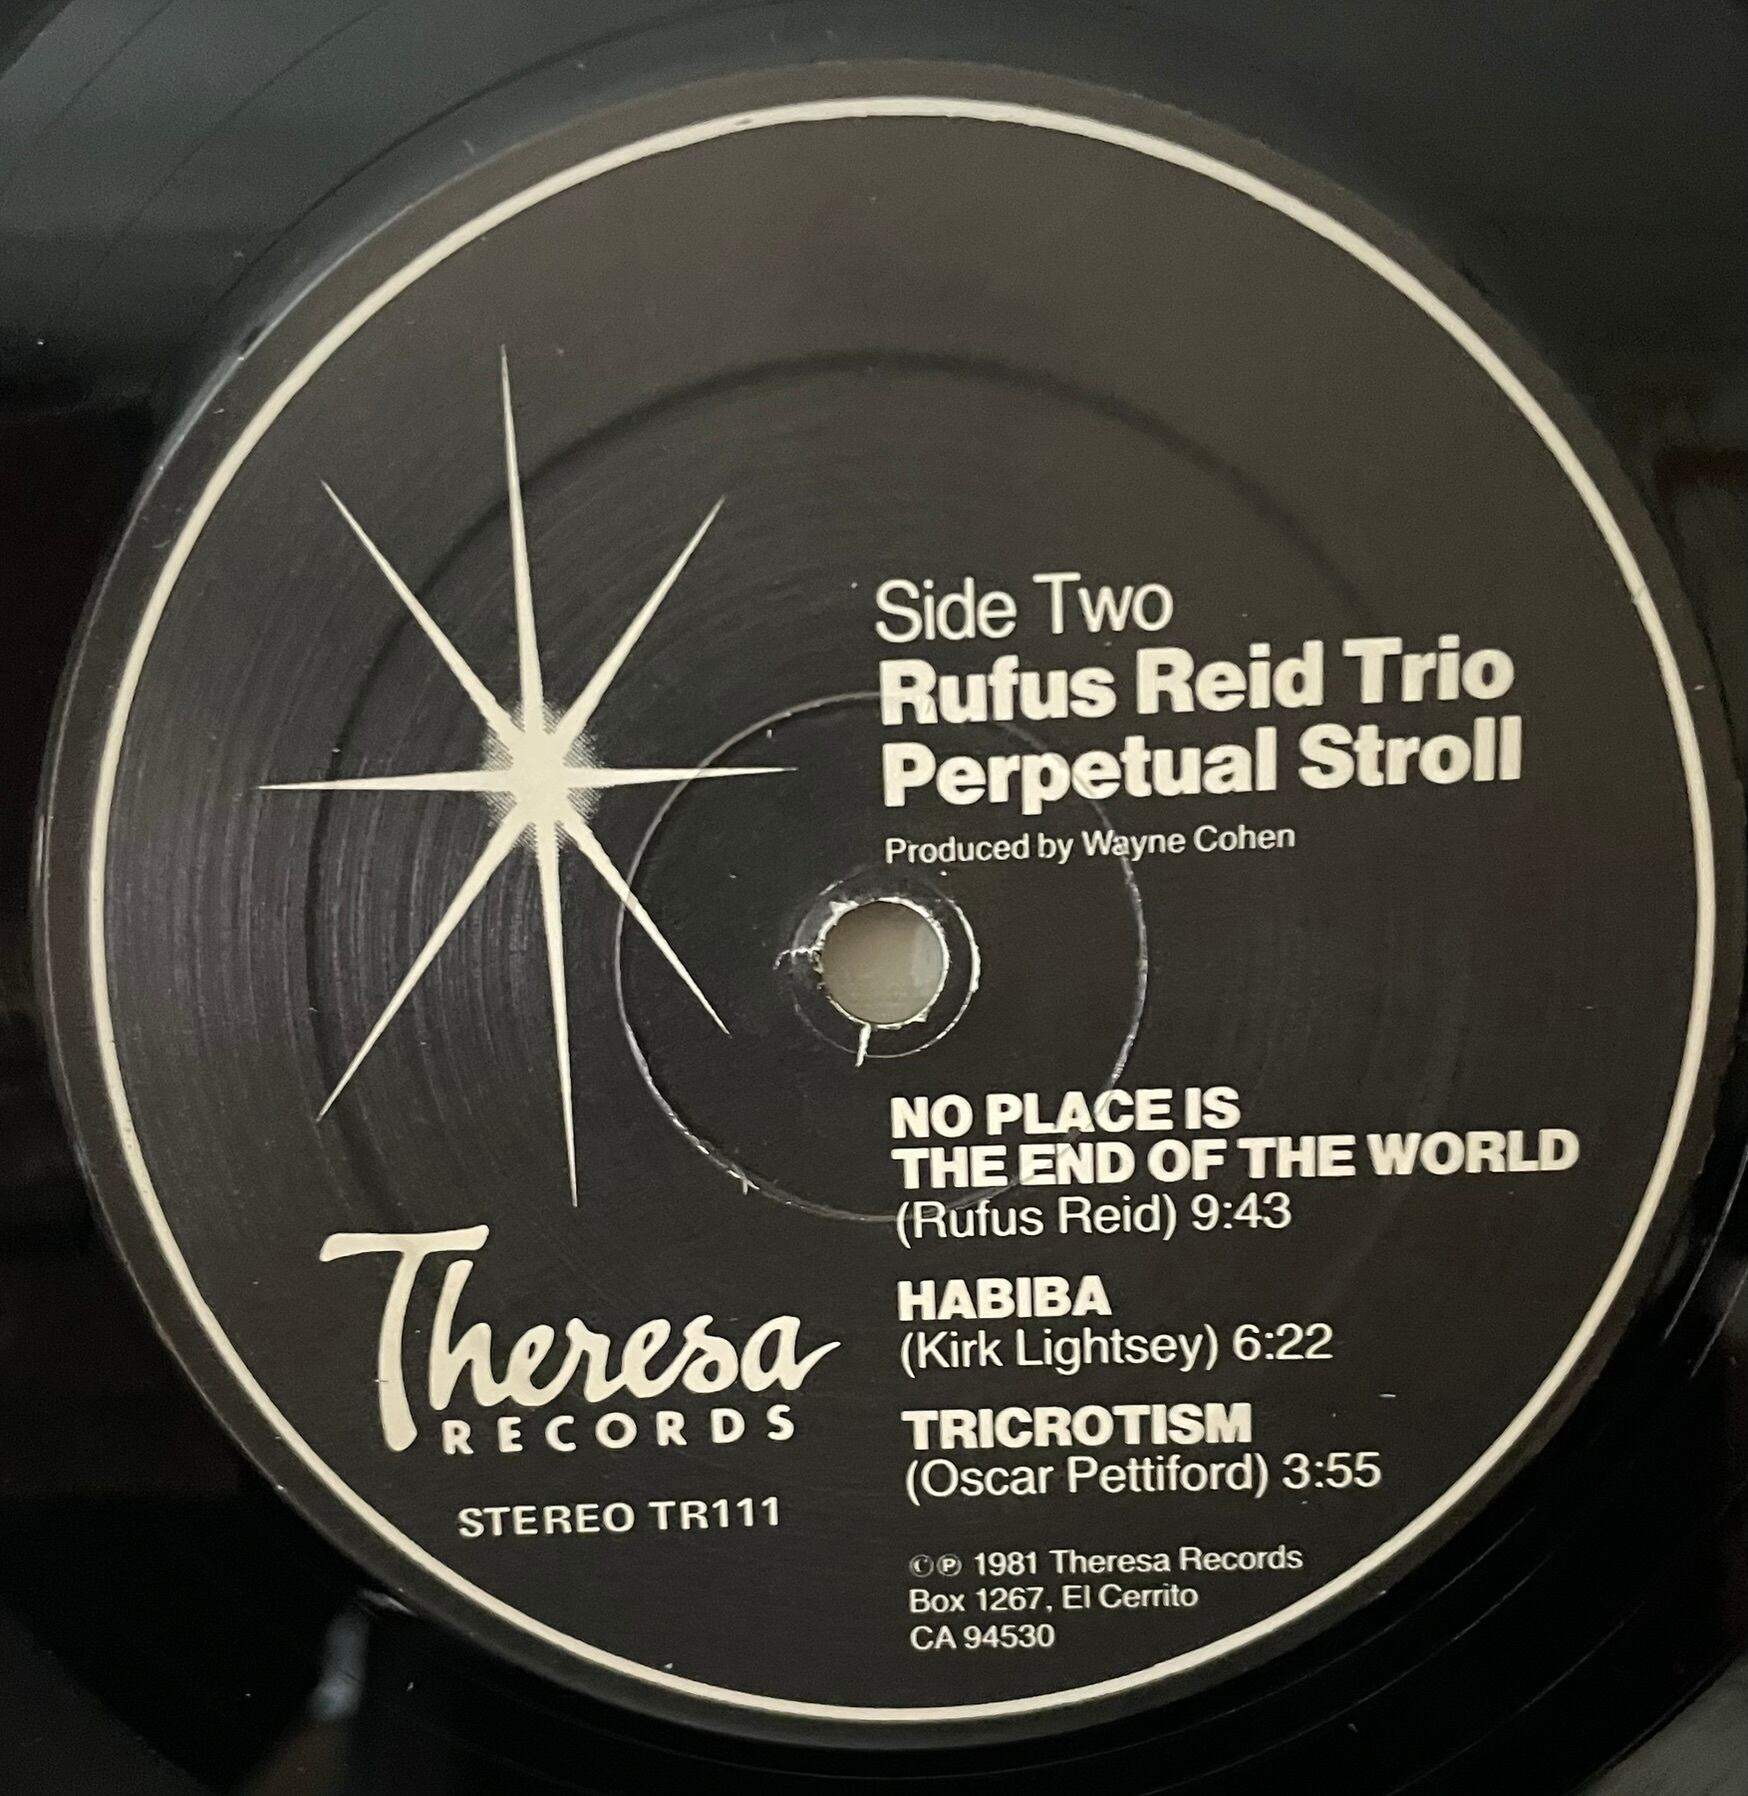 Side Two
Rufus Reid Trio
Perpetual Stroll
Produced by Wayne Cohen
NO PLACE IS
THE END OF THE WORLD
(Rufus Reid) 9:43
HABIBA
(Kirk Lightsey) 6:22
TRICROTISM
(Oscar Pettiford) 3:55
©℗ 1981 Theresa Records
Box 1267, El Cerrito
CA 94530
Theresa
RECORDS
STEREO TR111